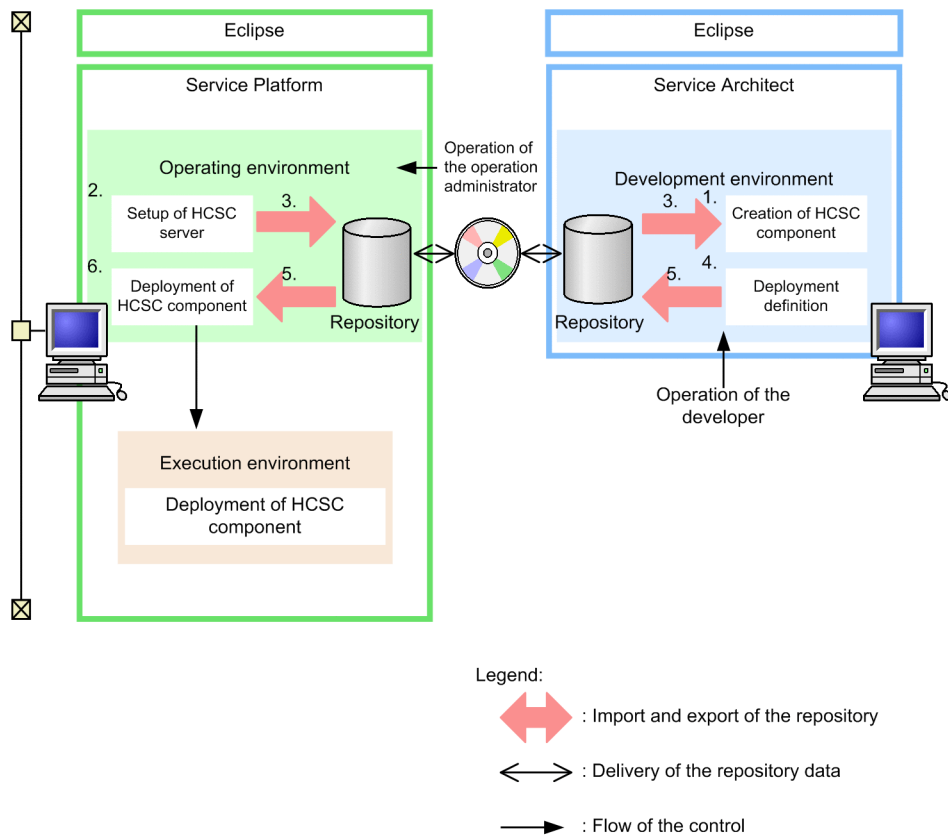 Eclipse
Eclipse
Service Platform
Service Architect
Operation of
the operation
administrator
Operating environment
Development environment
2.
3.
3.
1.
Setup of HCSC
server
Creation of HCSC
component
6.
5.
5.
4.
Deployment of
HCSC component
Deployment
definition
Repository
Repository
Operation of the
developer
Execution environment
Deployment of HCSC
component
Legend:
: Import and export of the repository
: Delivery of the repository data
: Flow of the control